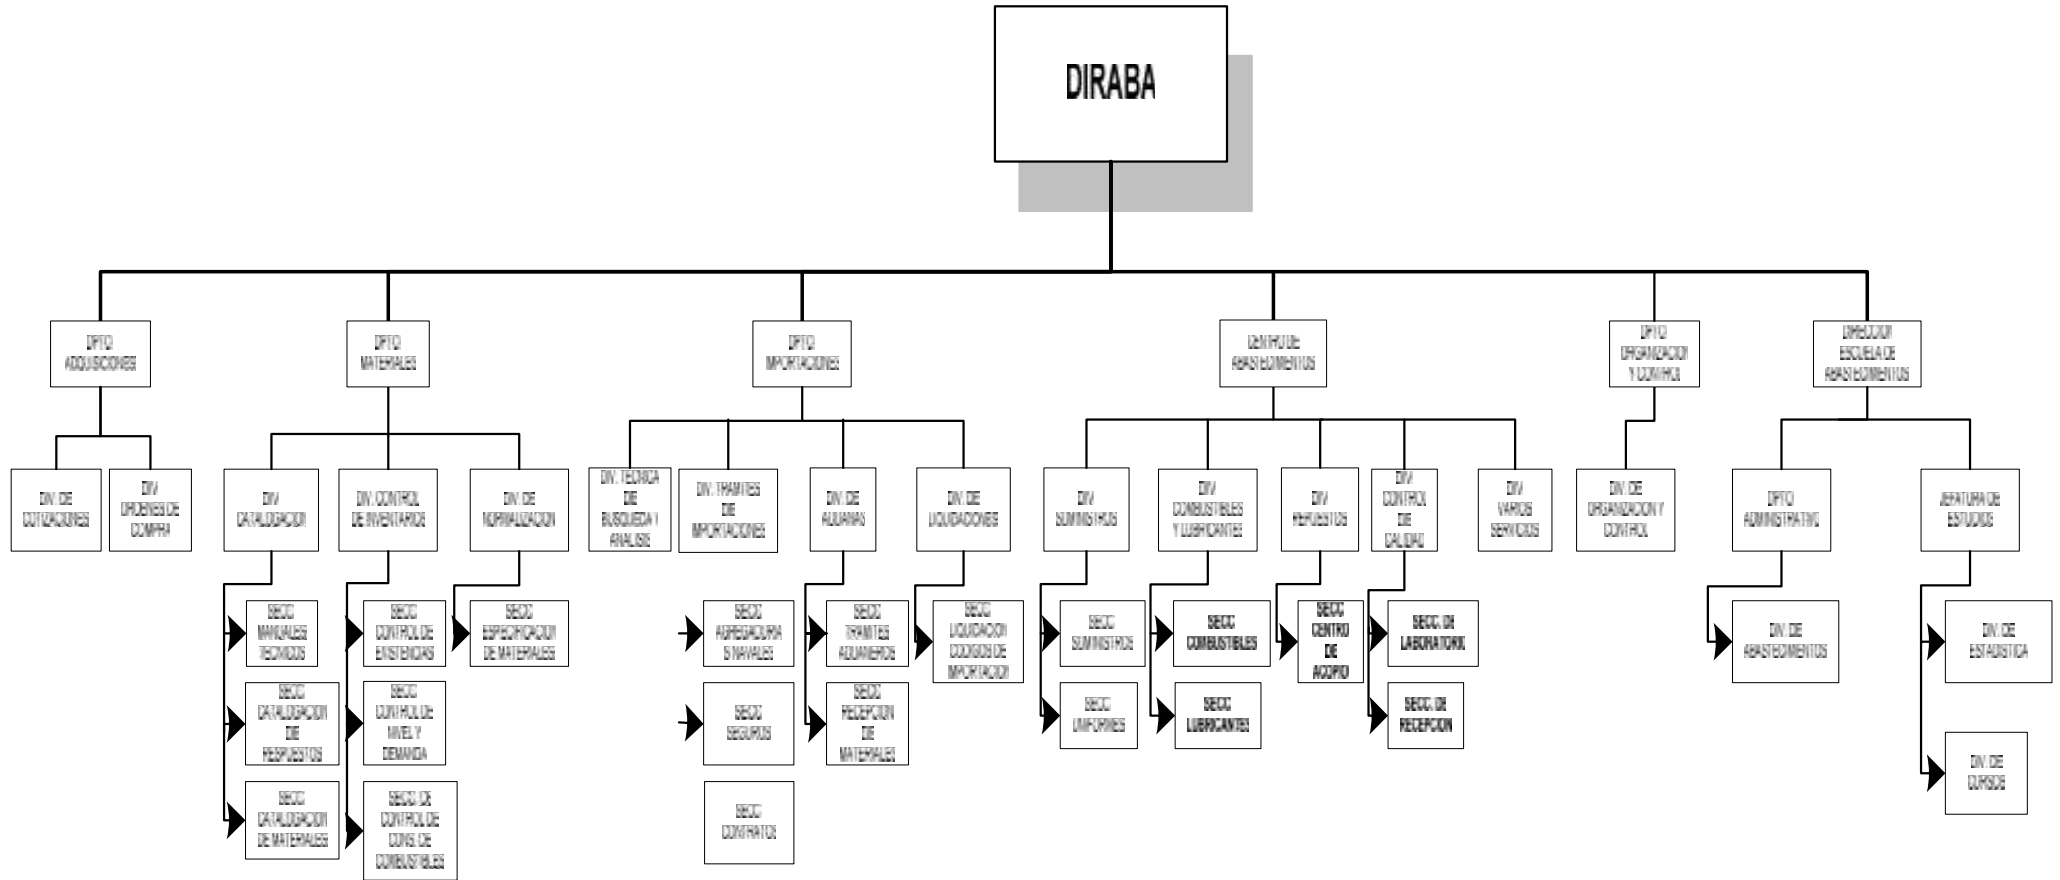 DIRABA
DPTO
ADQUISICIONES
DPTO
MATERIALES
DPTO
IMPORTACIONES
CENTRO DE
ABASTECIMIENTOS
DPTO
ORGANIZACION
Y CONTROL
DIRECCION
ESCUELA DE
ABASTECIMIENTOS
DIV. DE
COTIZACIONES
DIV
ORDENES DE
COMPRA
DIV
CATALOGACION
DIV. CONTROL
DE INVENTARIOS
DIV. DE
NORMALIZACION
DIV. TECNICA
DE
BUSQUEDA Y
ANALISIS
DIV. TRAMITES
DE
IMPORTACIONES
DIV. DE
ADUANAS
DIV. DE
LIQUIDACIONES
DIV
SUMINISTROS
DIV
COMBUSTIBLES
Y LUBRICANTES
DIV
REPUESTOS
DIV
CONTROL
DE
CALIDAD
DIV
VARIOS
SERVICIOS
DIV. DE
ORGANIZACION Y
CONTROL
DPTO
ADMINISTRATIVO
JEFATURA DE
ESTUDIOS
SECC
MANUALES
TECNICOS
SECC
CONTROL DE
EXISTENCIAS
SECC
ESPECIFICACION
DE MATERIALES
SECC
AGREGADURIA
S NAVALES
SECC
TRAMITES
ADUANEROS
SECC
LIQUIDACION
CODIGOS DE
IMPORTACION
SECC
SUMINISTROS
SECC
COMBUSTIBLES
SECC
CENTRO
DE
ACOPIO
SECC. DE
LABORATORIO
DIV. DE
ABASTECIMIENTOS
DIV. DE
ESTADISTICA
SECC
CATALOGACION
DE
RESPUESTOS
SECC
CONTROL DE
NIVEL Y
DEMANDA
SECC
SEGUROS
SECC
RECEPCION
DE
MATERIALES
SECC
UNIFORMES
SECC
LUBRICANTES
SECC. DE
RECEPCION
DIV. DE
CURSOS
SECC
CATALOGACION
DE MATERIALES
SECC. DE
CONTROL DE
CONS. DE
COMBUSTIBLES
SECC
CONTRATOS